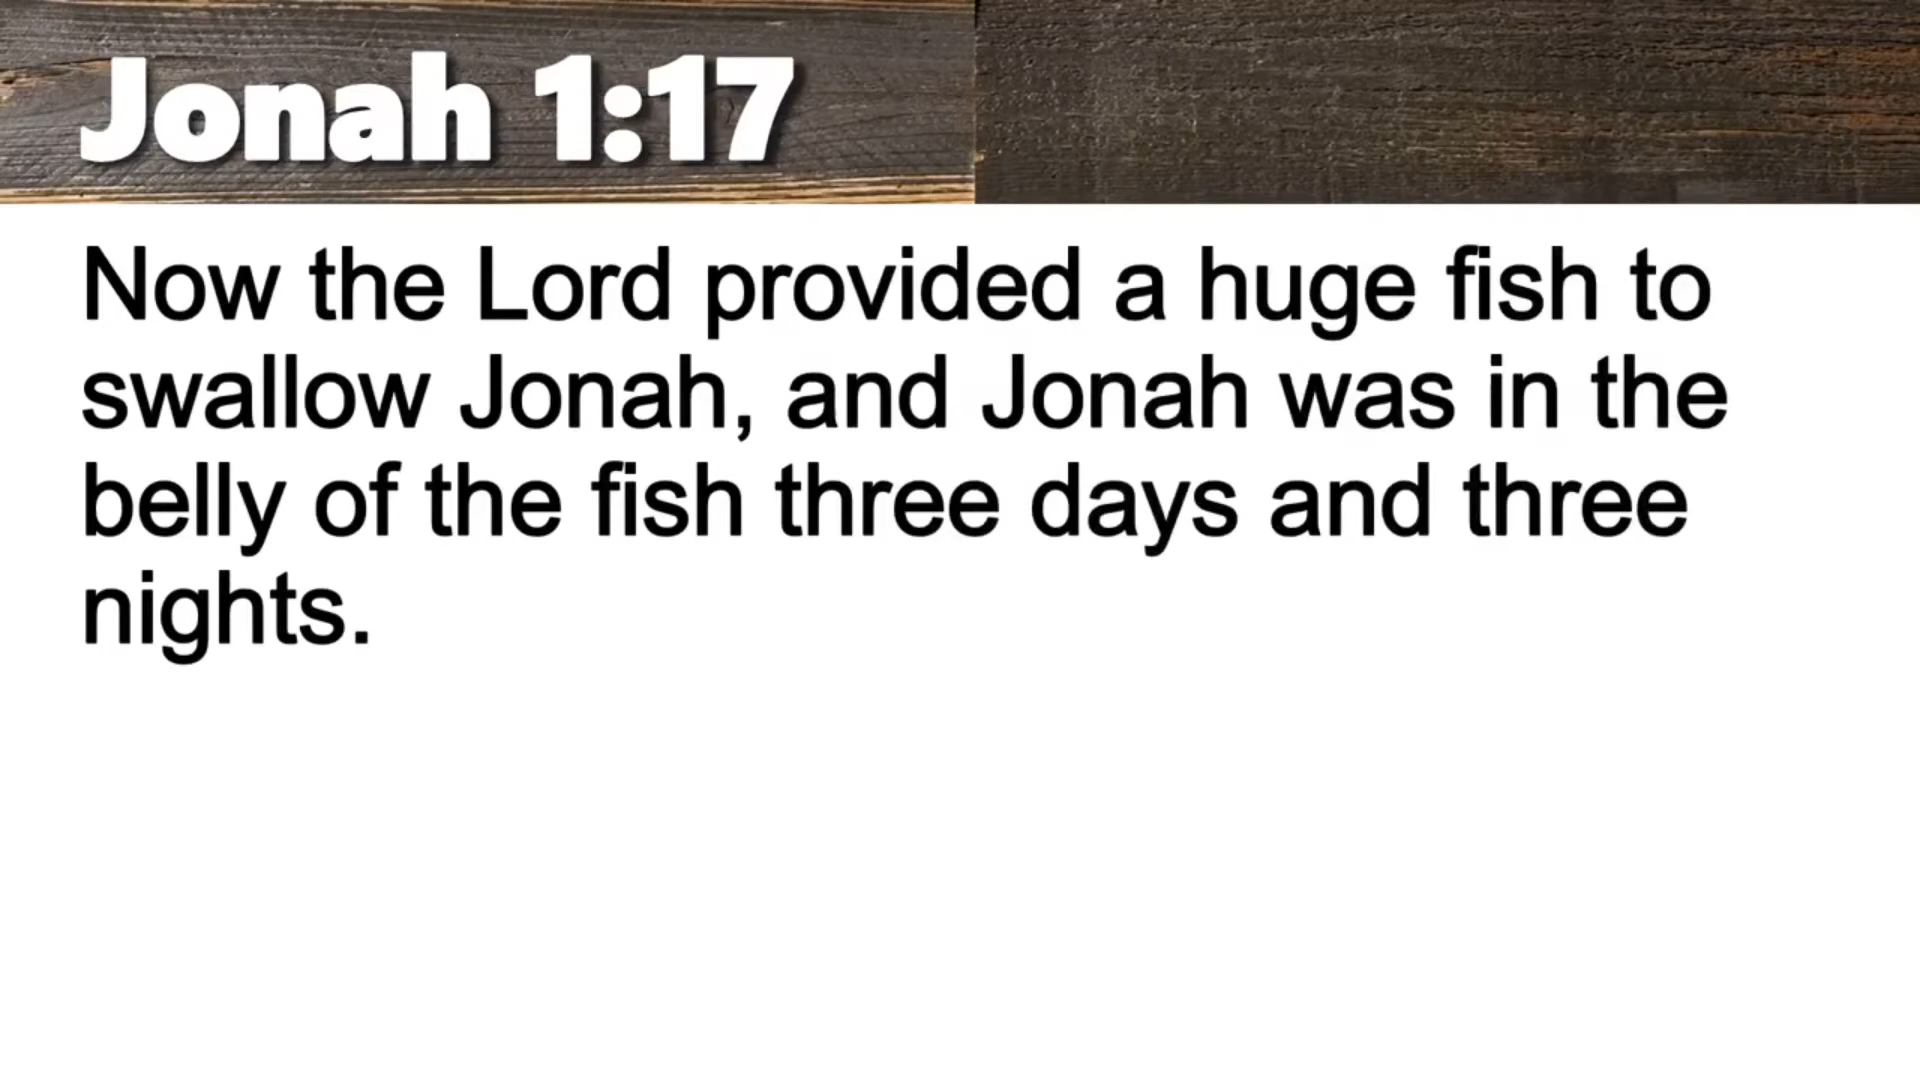 Jonah 1:17
Now the Lord provided a huge fish to
swallow Jonah, and Jonah was in the
belly of the fish three days and three
nights.